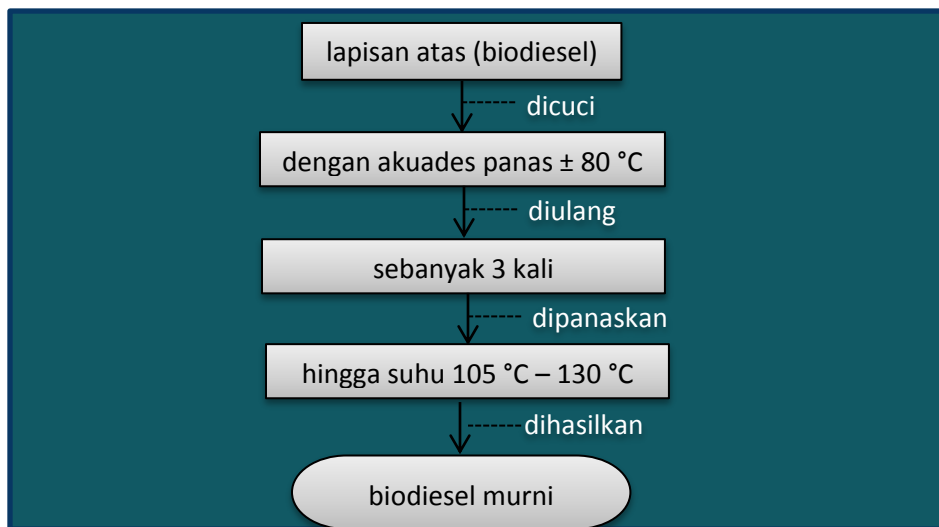 lapisan atas (biodiesel)
dicuci
dengan akuades panas ± 80 °C
diulang
sebanyak 3 kali
dipanaskan
hingga suhu 105 °C – 130 °C
dihasilkan
biodiesel murni